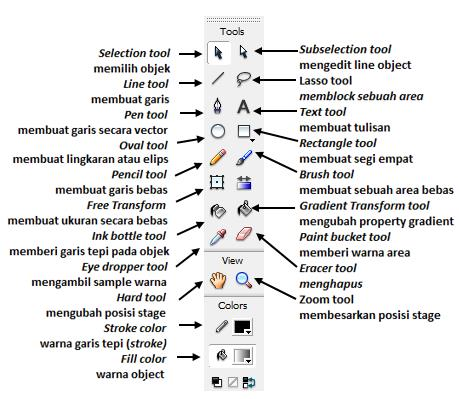 Tools
Selection tool
memilih objek
Line tool
membuat garis
Pen tool
membuat garis secara vector
Oval tool
membuat lingkaran atau elips
Pencil tool
membuat garis bebas
Free Transform
membuat ukuran secara bebas
Ink bottle tool
memberi garis tepi pada objek
Eye dropper tool
mengambil sample warna
Hard tool
mengubah posisi stage
Stroke color
warna garis tepi (stroke)
Fill color
warna object
A
View
Colors
Subselection tool
mengedit line object
Lasso tool
memblock sebuah area
Text tool
membuat tulisan
Rectangle tool
membuat segi empat
Brush tool
membuat sebuah area bebas
Gradient Transform tool
mengubah property gradient
Paint bucket tool
memberi warna area
Eracer tool
menghapus
Zoom tool
membesarkan posisi stage